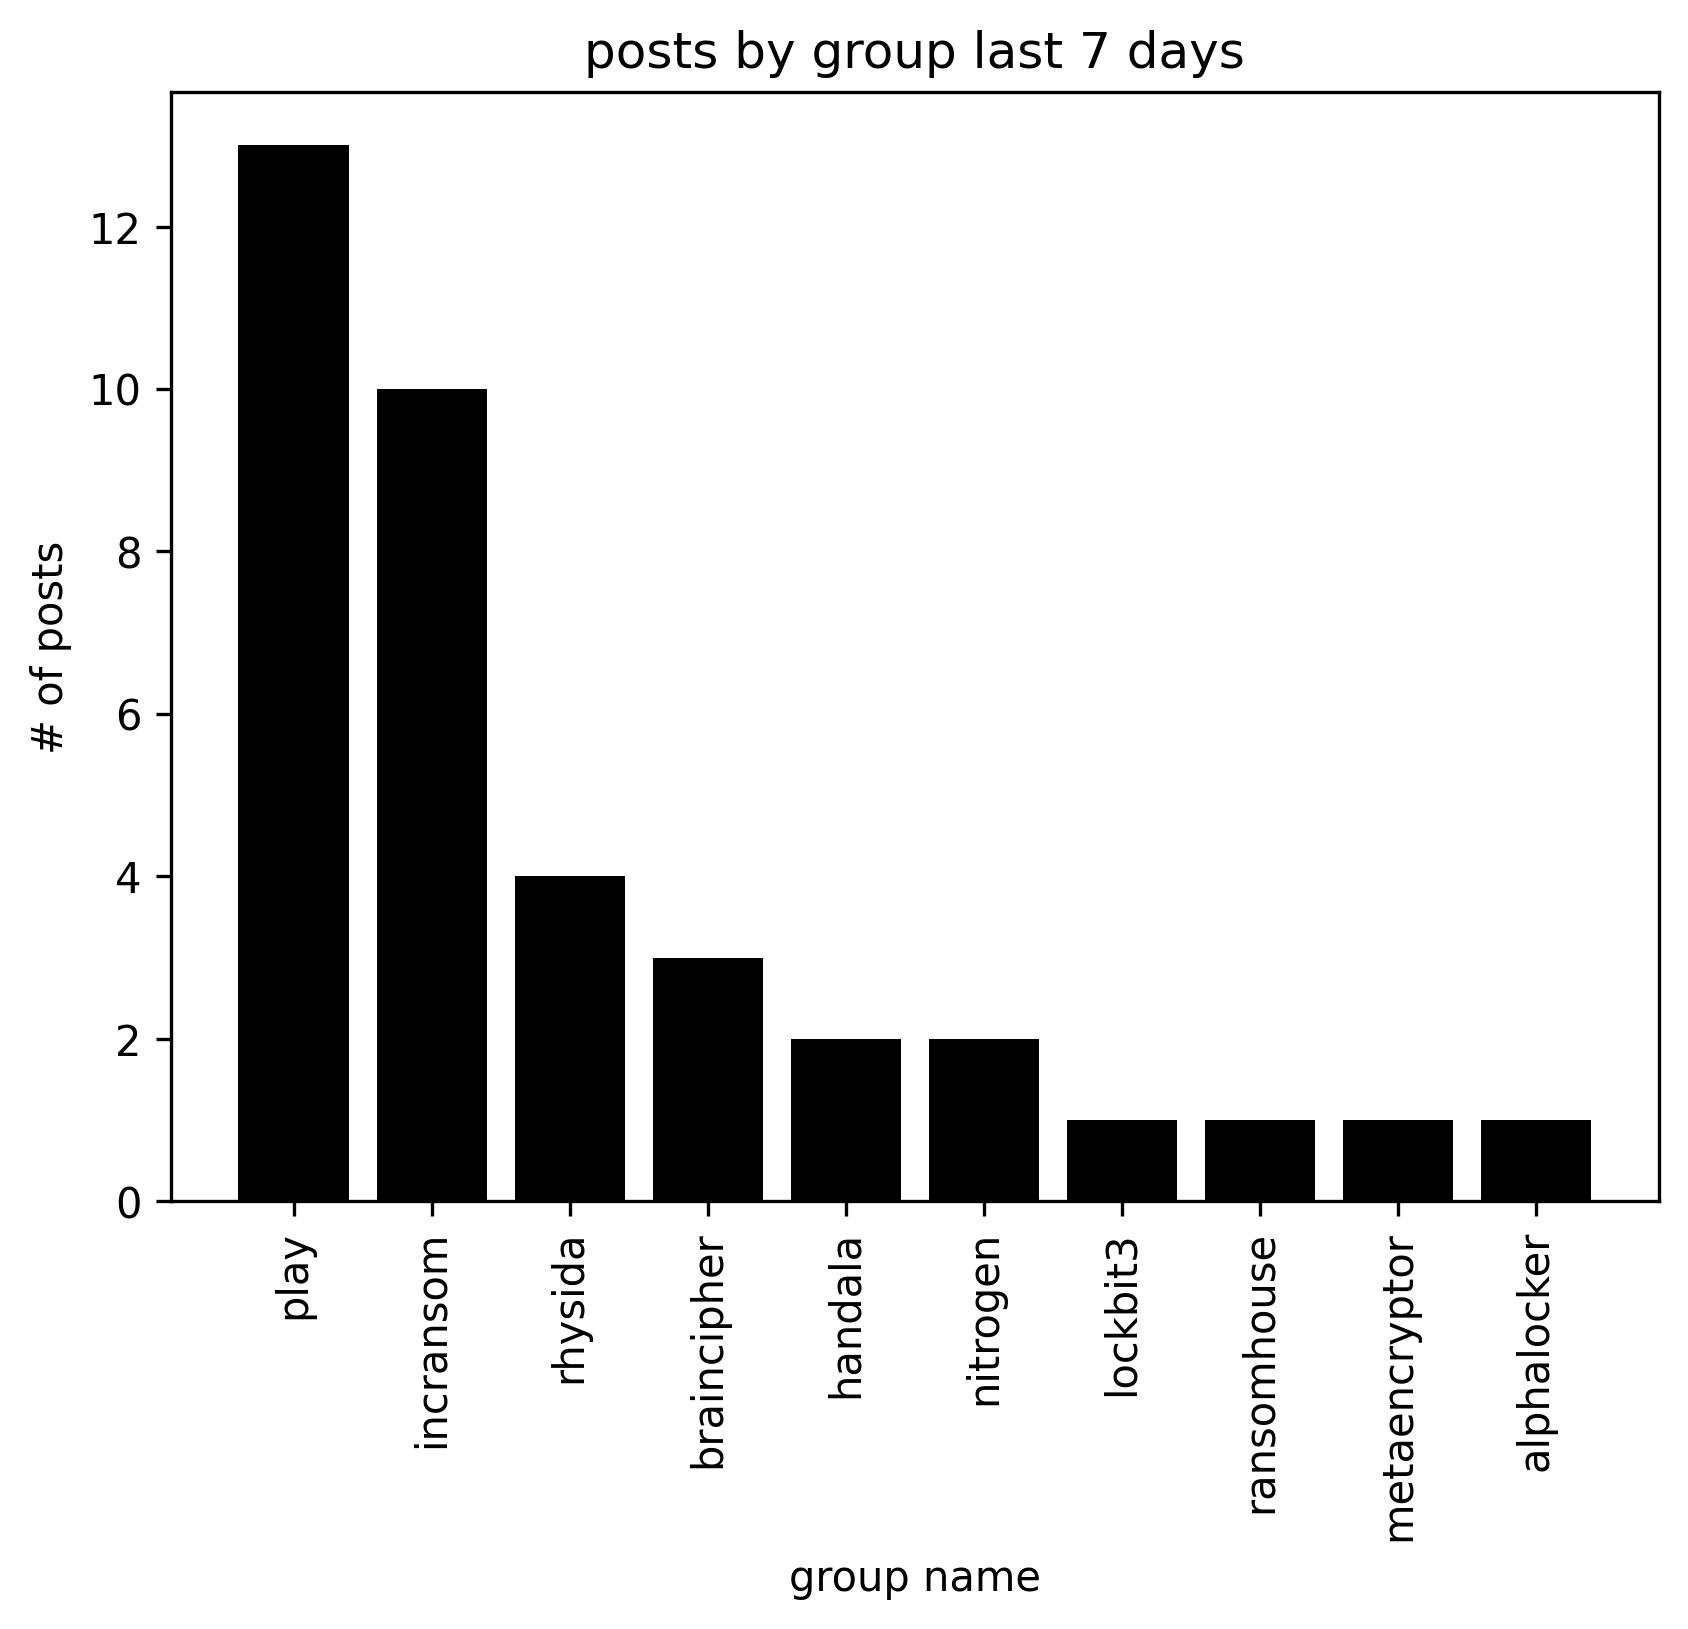 posts by group last 7 days
# of posts
12
10
8
6
4
2
0
play
incransom
rhysida
braincipher
handala
nitrogen
lockbit3
ransomhouse
metaencryptor
alphalocker
group name